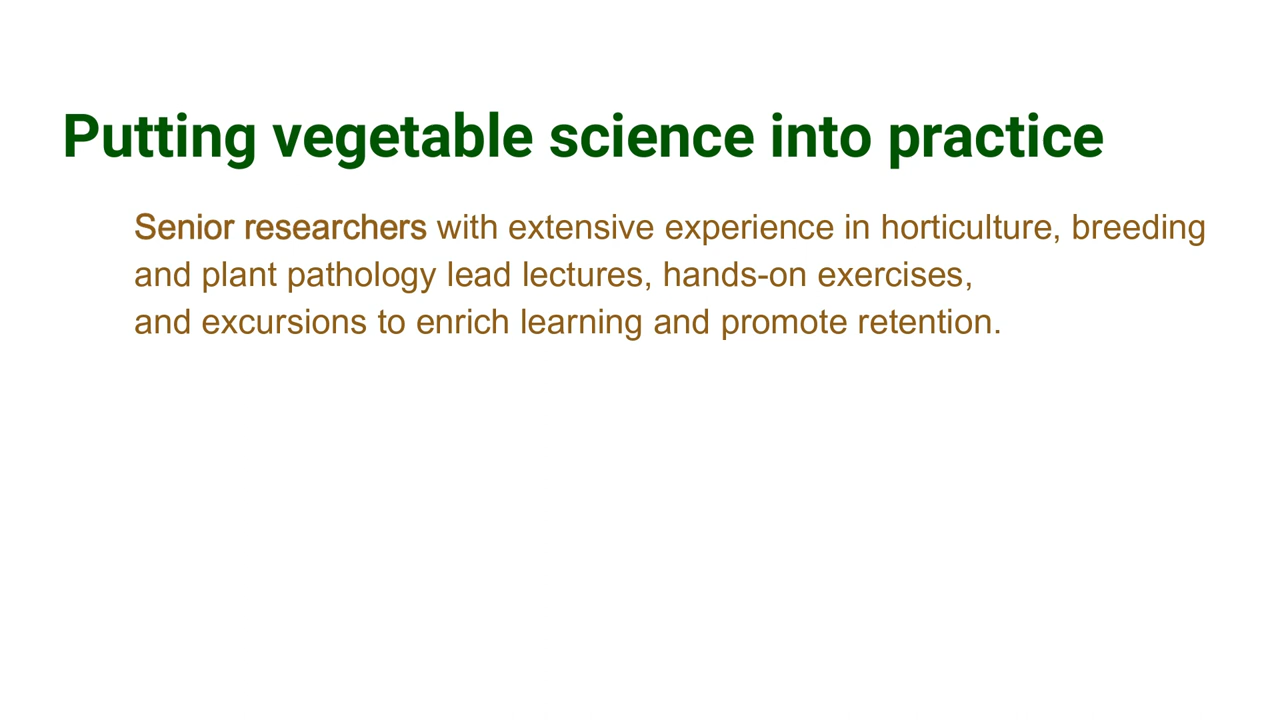 Putting vegetable science into practice
Senior researchers with extensive experience in horticulture, breeding
and plant pathology lead lectures, hands-on exercises,
and excursions to enrich learning and promote retention.